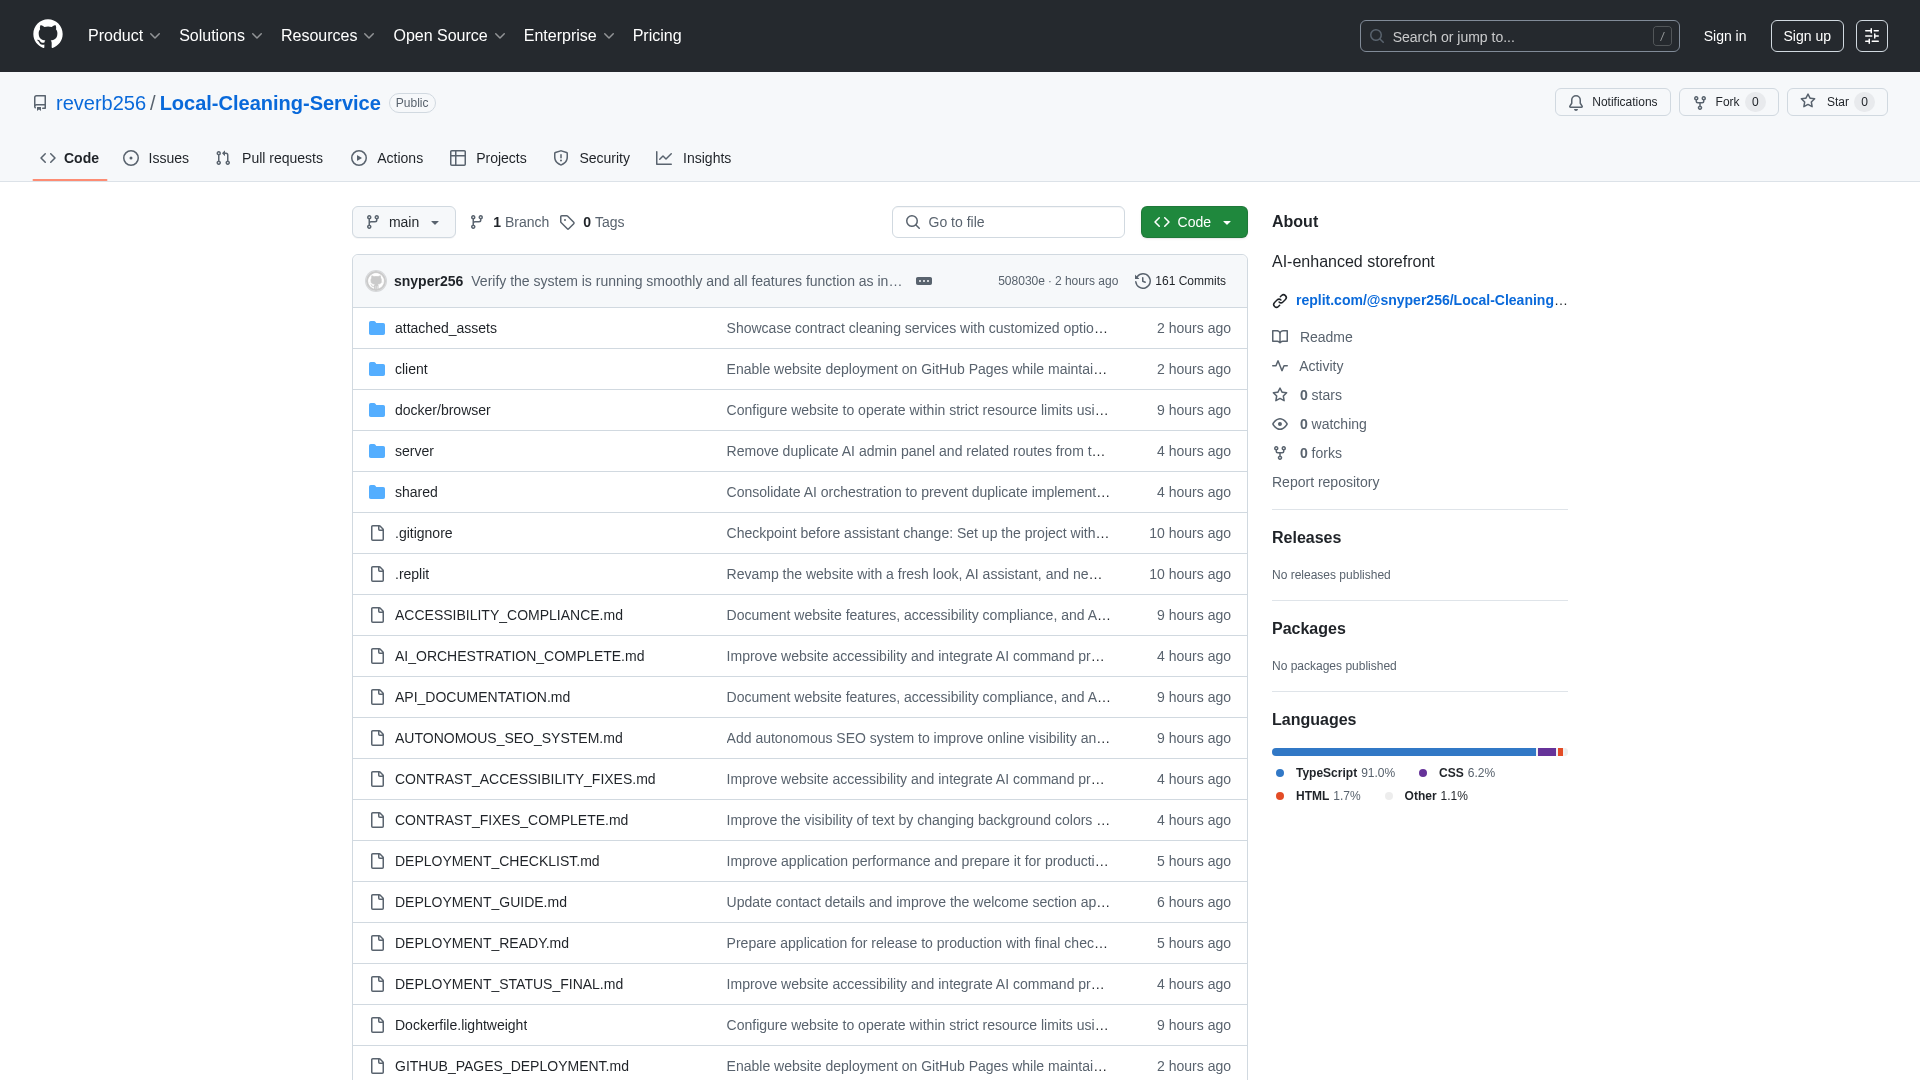 Product Solutions Resources Open Source Enterprise Pricing Search or jump to... / Sign in Sign up
reverb256 / Local-Cleaning-Service Public Notifications Fork 0 Star 0
Code Issues Pull requests Actions Projects Security Insights
main 1 Branch 0 Tags Go to file Code
snyper256 Verify the system is running smoothly and all features function as in… 508030e · 2 hours ago 161 Commits
attached_assets Showcase contract cleaning services with customized optio… 2 hours ago
client Enable website deployment on GitHub Pages while maintai… 2 hours ago
docker/browser Configure website to operate within strict resource limits usi… 9 hours ago
server Remove duplicate AI admin panel and related routes from t… 4 hours ago
shared Consolidate AI orchestration to prevent duplicate implement… 4 hours ago
.gitignore Checkpoint before assistant change: Set up the project with… 10 hours ago
.replit Revamp the website with a fresh look, AI assistant, and ne… 10 hours ago
ACCESSIBILITY_COMPLIANCE.md Document website features, accessibility compliance, and A… 9 hours ago
AI_ORCHESTRATION_COMPLETE.md Improve website accessibility and integrate AI command pr… 4 hours ago
API_DOCUMENTATION.md Document website features, accessibility compliance, and A… 9 hours ago
AUTONOMOUS_SEO_SYSTEM.md Add autonomous SEO system to improve online visibility an… 9 hours ago
CONTRAST_ACCESSIBILITY_FIXES.md Improve website accessibility and integrate AI command pr… 4 hours ago
CONTRAST_FIXES_COMPLETE.md Improve the visibility of text by changing background colors … 4 hours ago
DEPLOYMENT_CHECKLIST.md Improve application performance and prepare it for producti… 5 hours ago
DEPLOYMENT_GUIDE.md Update contact details and improve the welcome section ap… 6 hours ago
DEPLOYMENT_READY.md Prepare application for release to production with final chec… 5 hours ago
DEPLOYMENT_STATUS_FINAL.md Improve website accessibility and integrate AI command pr… 4 hours ago
Dockerfile.lightweight Configure website to operate within strict resource limits usi… 9 hours ago
GITHUB_PAGES_DEPLOYMENT.md Enable website deployment on GitHub Pages while maintai… 2 hours ago
About
AI-enhanced storefront
replit.com/@snyper256/Local-Cleaning…
Readme
Activity
0 stars
0 watching
0 forks
Report repository
Releases
No releases published
Packages
No packages published
Languages
TypeScript 91.0% CSS 6.2%
HTML 1.7% Other 1.1%